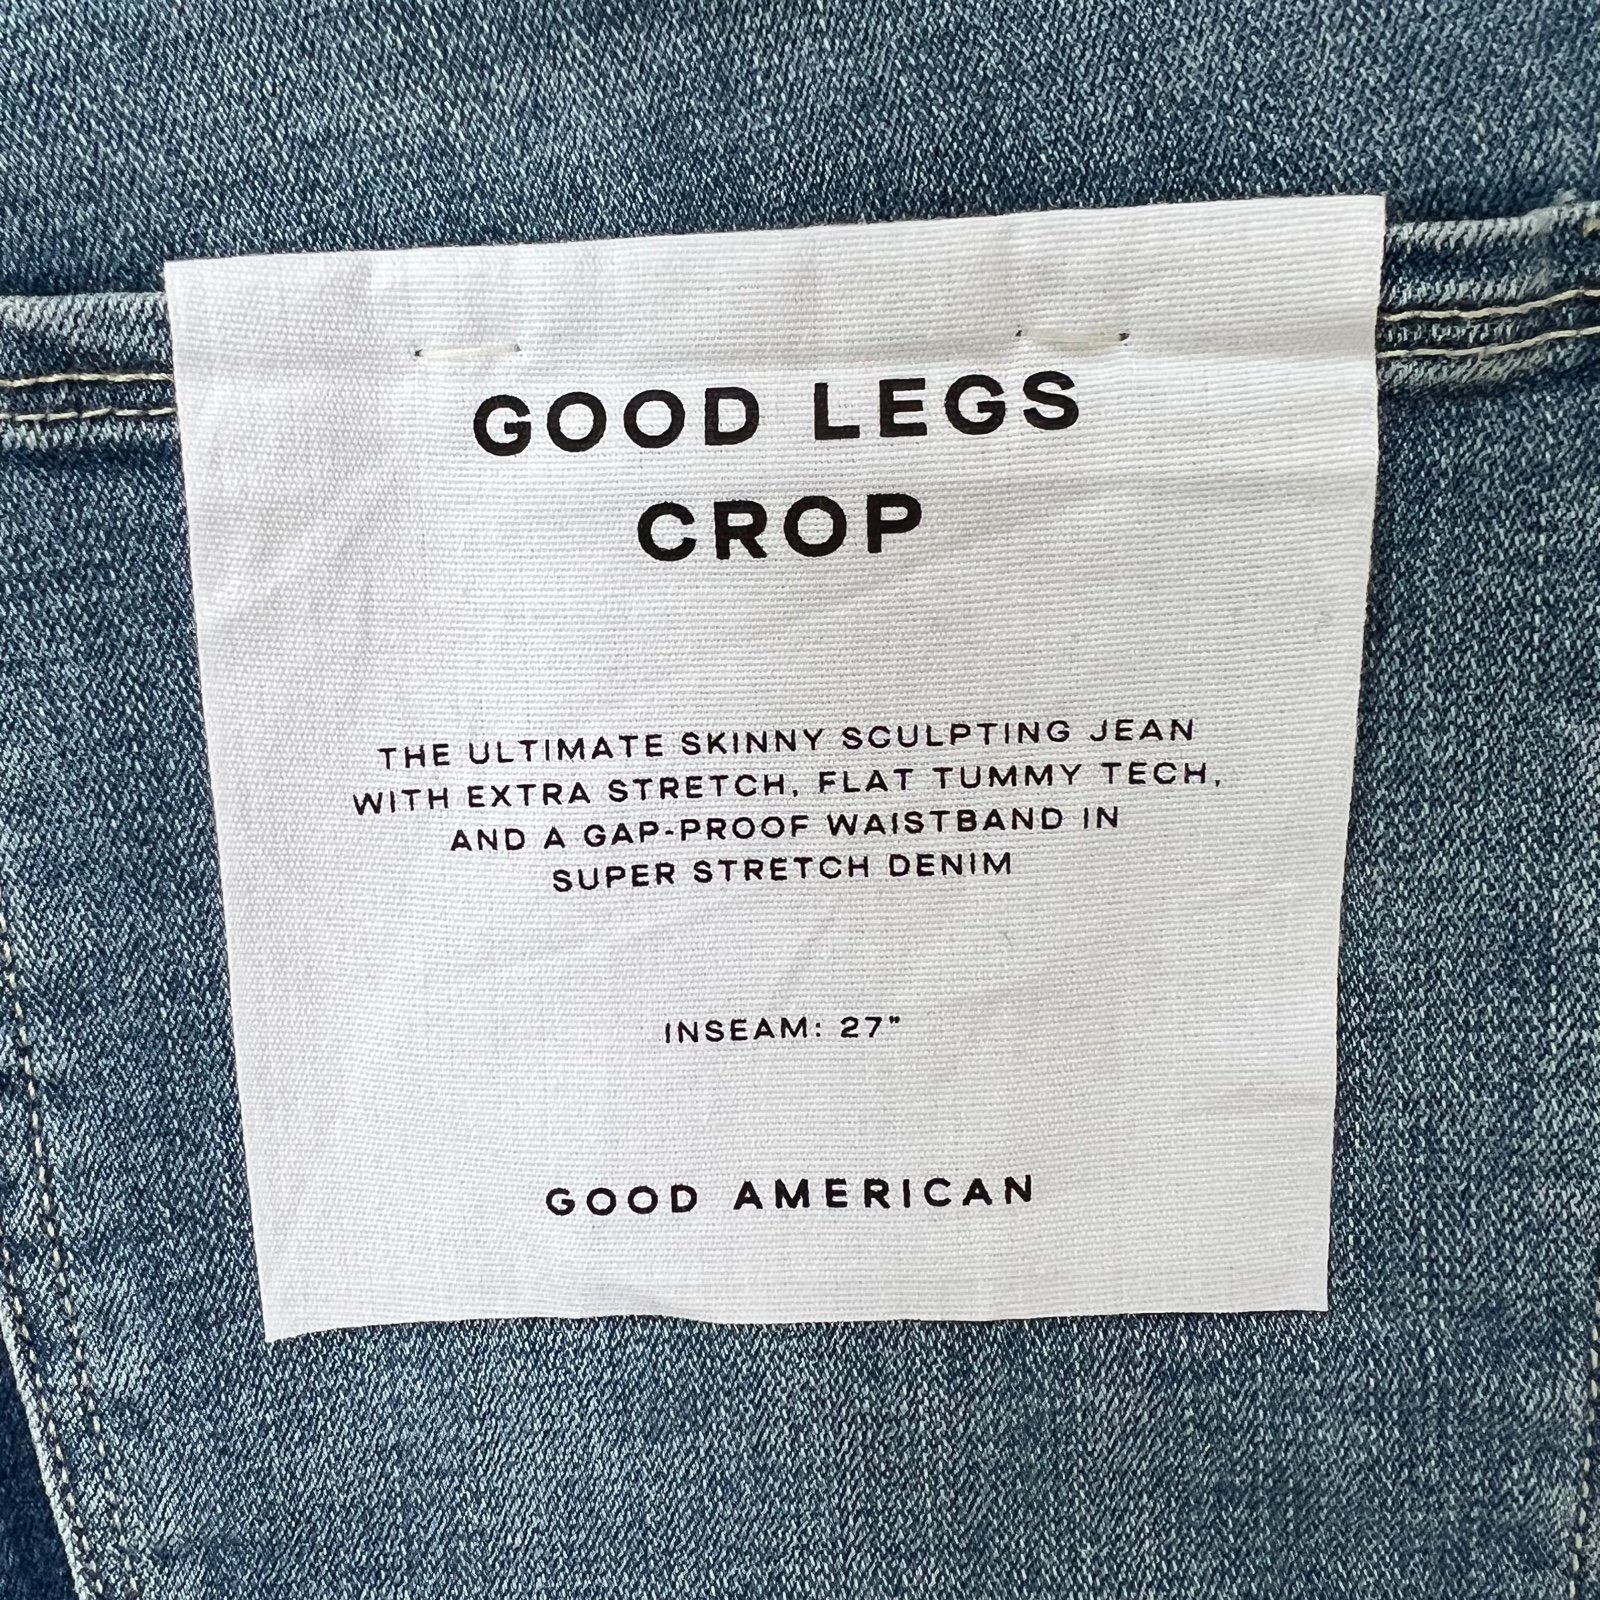 GOOD LEGS
CROP
THE ULTIMATE SKINNY SCULPTING JEAN
WITH EXTRA STRETCH, FLAT TUMMY TECH,
AND A GAP-PROOF WAISTBAND IN
SUPER STRETCH DENIM
INSEAM: 27"
GOOD AMERICAN